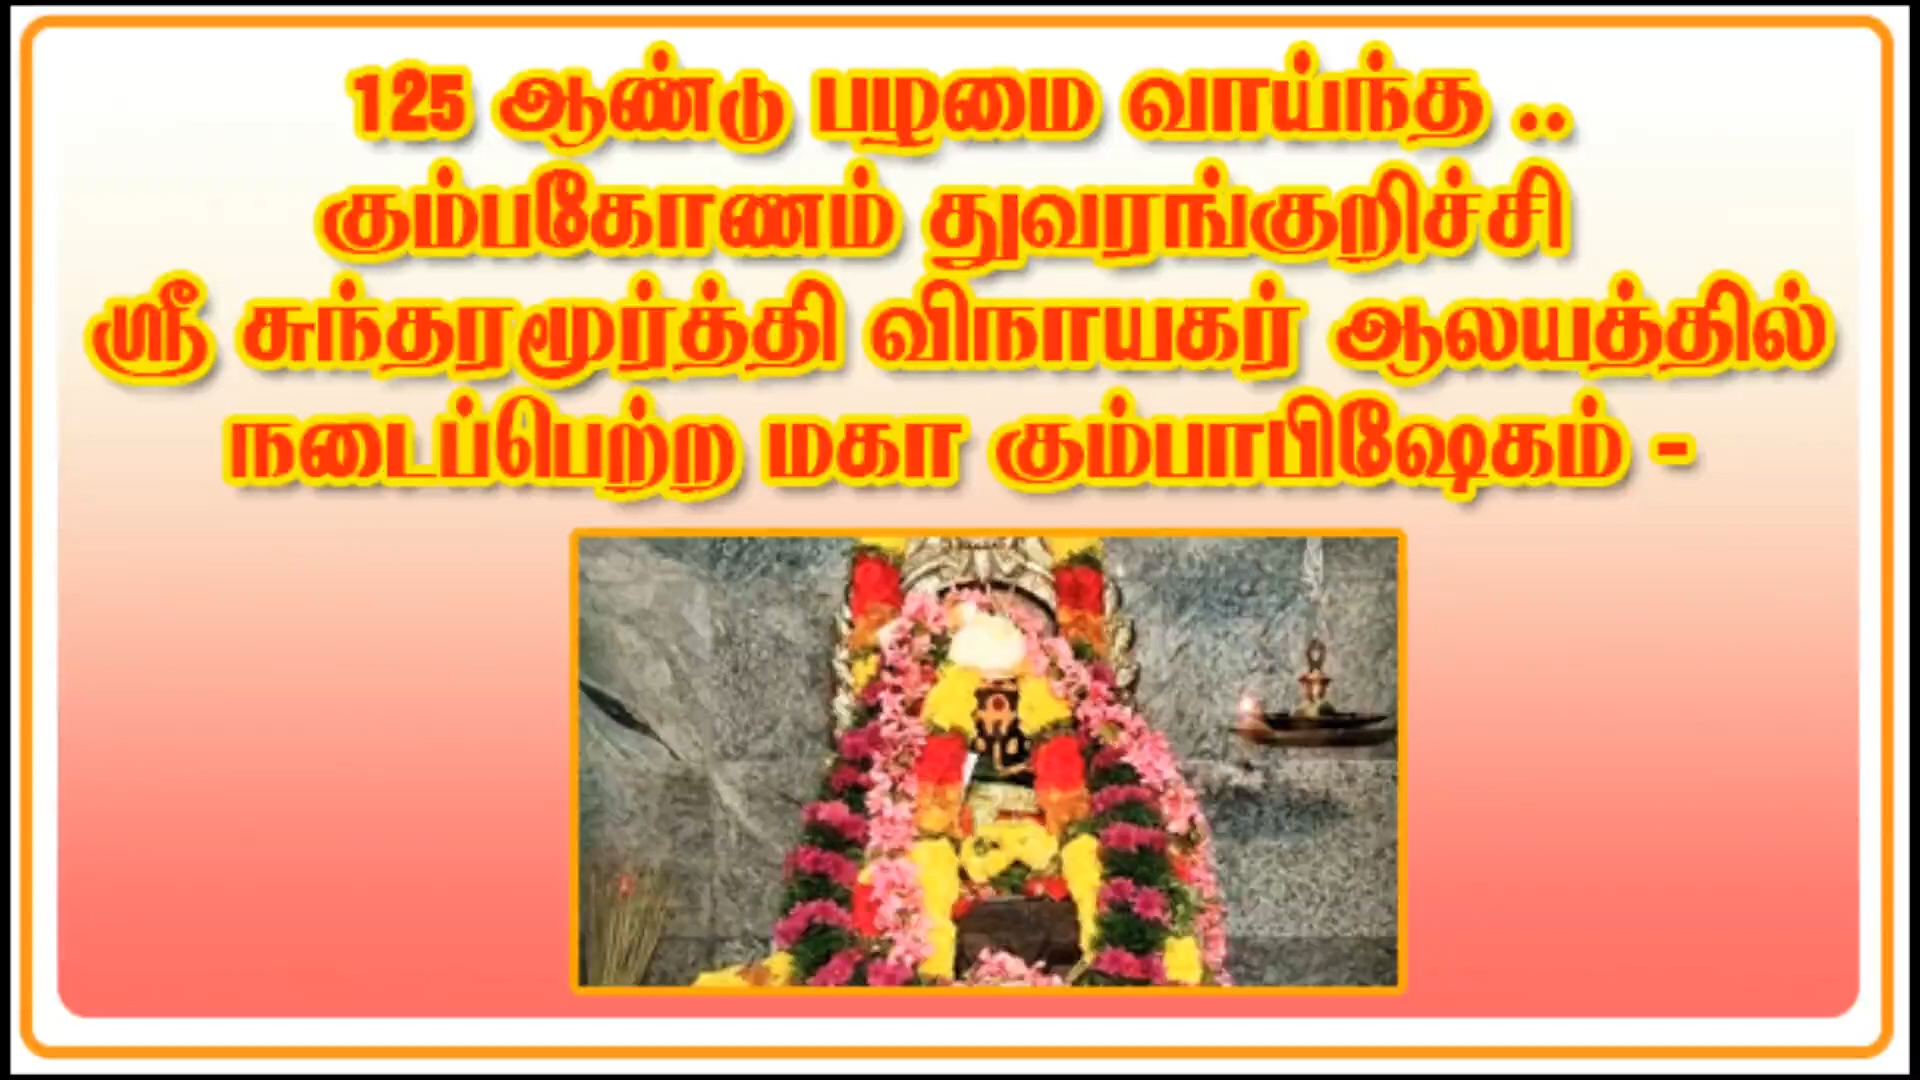 125 ஆண்டு பழமை வாய்ந்த ..
கும்பகோணம் துவரங்குறிச்சி
ஸ்ரீ சுந்தரமூர்த்தி விநாயகர் ஆலயத்தில்
நடைப்பெற்ற மகா கும்பாபிஷேகம் -